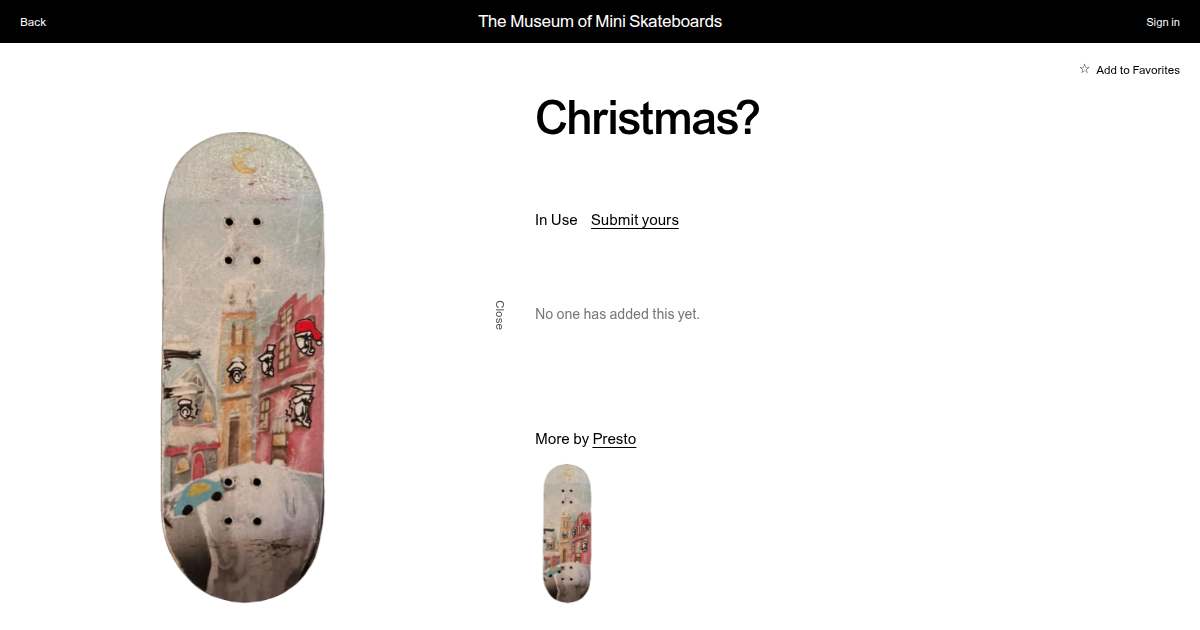 Back
The Museum of Mini Skateboards
Sign in
☆ Add to Favorites
Christmas?
In Use Submit yours
Close
No one has added this yet.
More by Presto